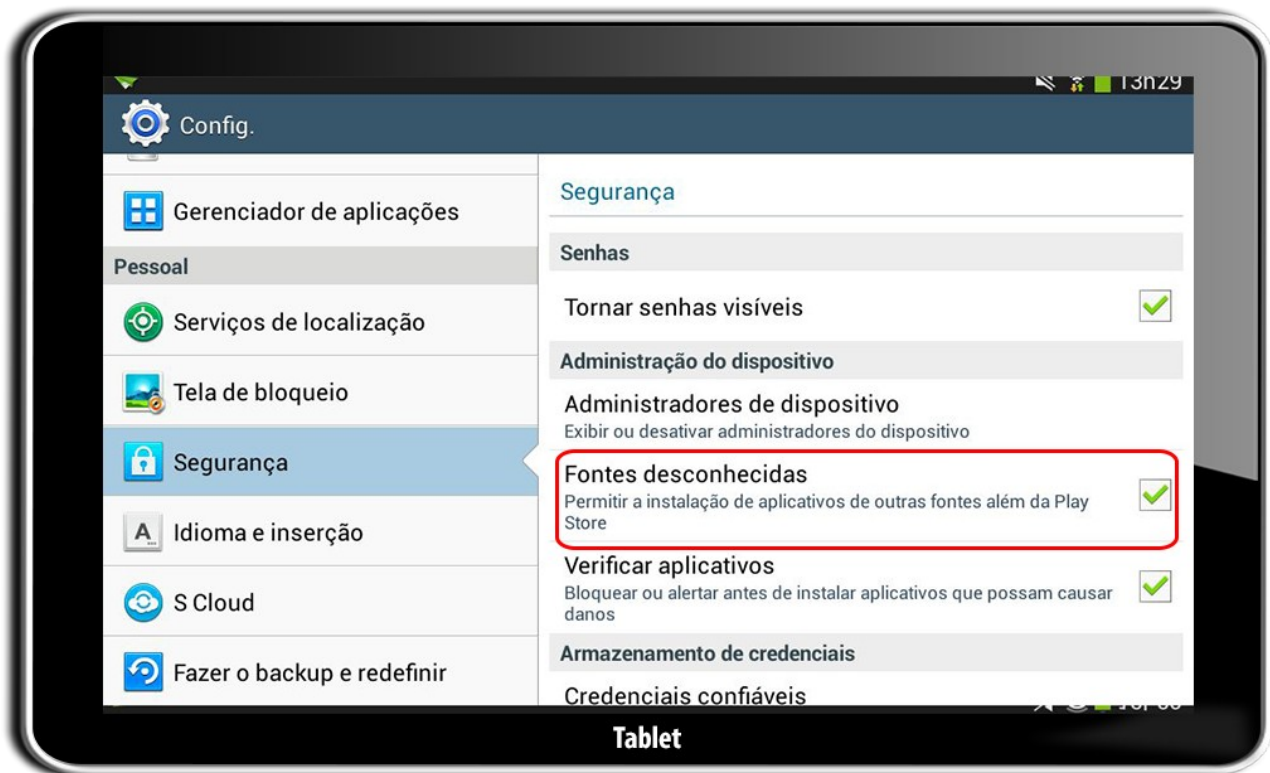 13h29
Config.
Gerenciador de aplicações
Pessoal
Serviços de localização
Tela de bloqueio
Segurança
Idioma e inserção
S Cloud
Fazer o backup e redefinir
Segurança
Senhas
Tornar senhas visíveis
Administração do dispositivo
Administradores de dispositivo
Exibir ou desativar administradores do dispositivo
Fontes desconhecidas
Permitir a instalação de aplicativos de outras fontes além da Play
Store
Verificar aplicativos
Bloquear ou alertar antes de instalar aplicativos que possam causar
danos
Armazenamento de credenciais
Credenciais confiáveis
Tablet